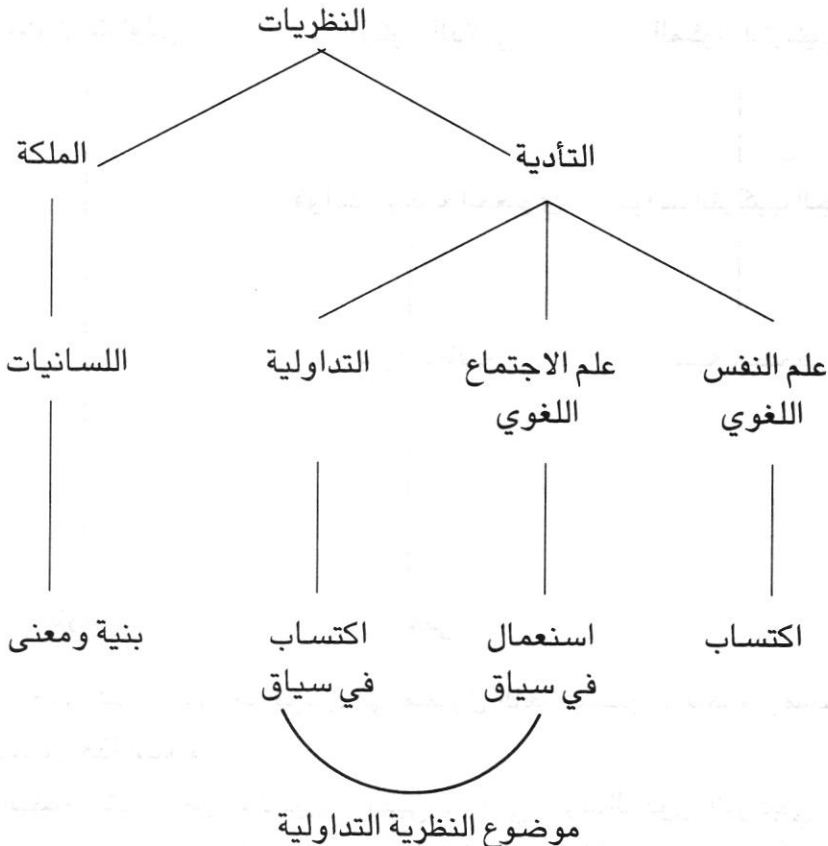 النظريات
التأدية
الملكة
علم النفس
اللغوي
علم الاجتماع
اللغوي
التداولية
اللسانيات
اكتساب
اسنعمال
في سياق
اكتساب
في سياق
بنية ومعنى
موضوع النظرية التداولية